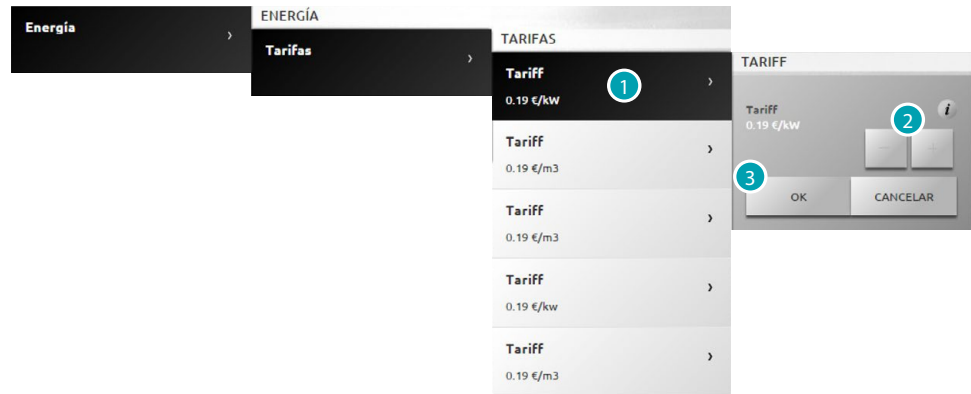 Energía
ENERGÍA
Tarifas
TARIFAS
Tariff
0.19 €/kW
1
Tariff
0.19 €/m3
Tariff
0.19 €/m3
Tariff
0.19 €/kw
Tariff
0.19 €/m3
TARIFF
Tariff
0.19 €/kW
2
i
− +
3
OK CANCELAR